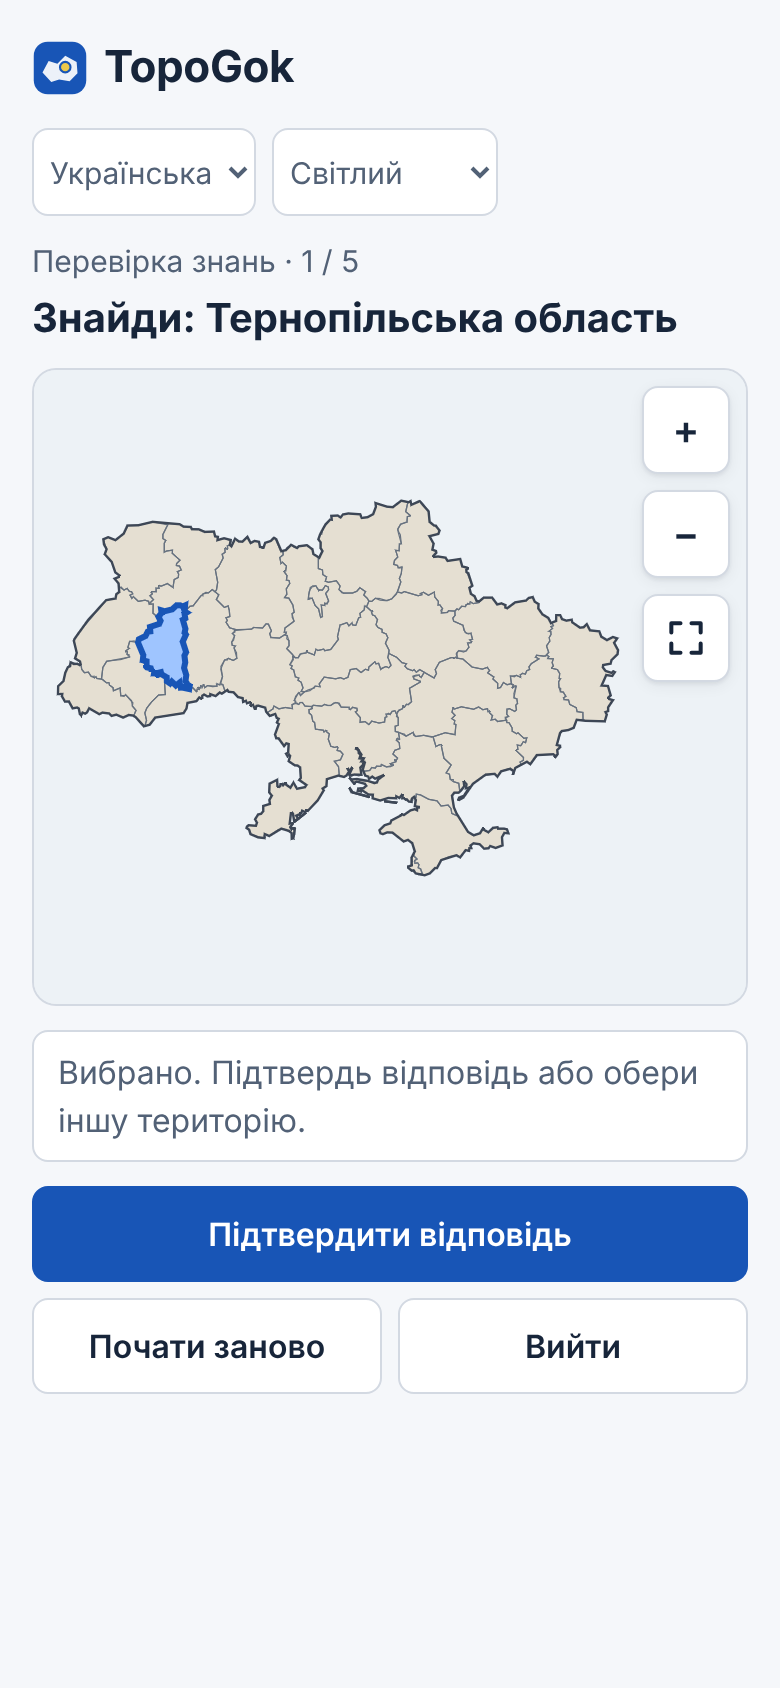 TopoGok
Українська
Світлий
Перевірка знань · 1 / 5
Знайди: Тернопільська область
+
−
Вибрано. Підтвердь відповідь або обери
іншу територію.
Підтвердити відповідь
Почати заново
Вийти